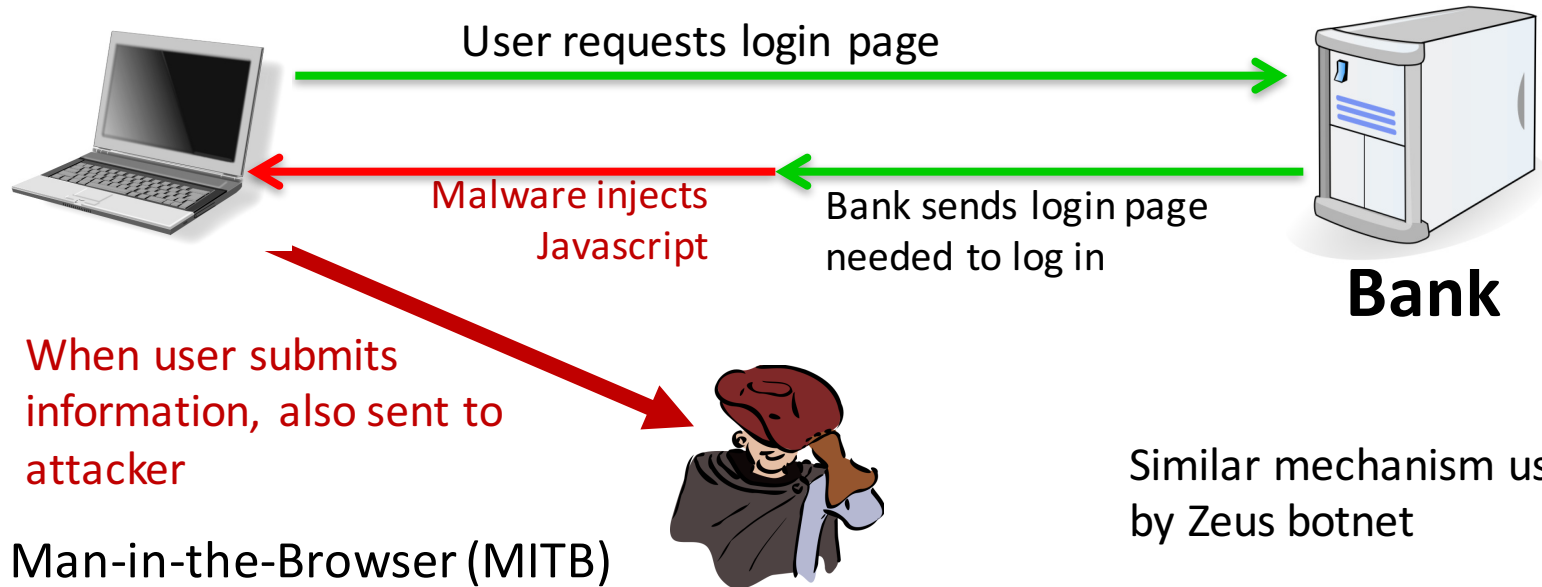 User requests login page
Malware injects
Javascript
Bank sends login page
needed to log in
Bank
When user submits
information, also sent to
attacker
Similar mechanism us
by Zeus botnet
Man-in-the-Browser (MITB)